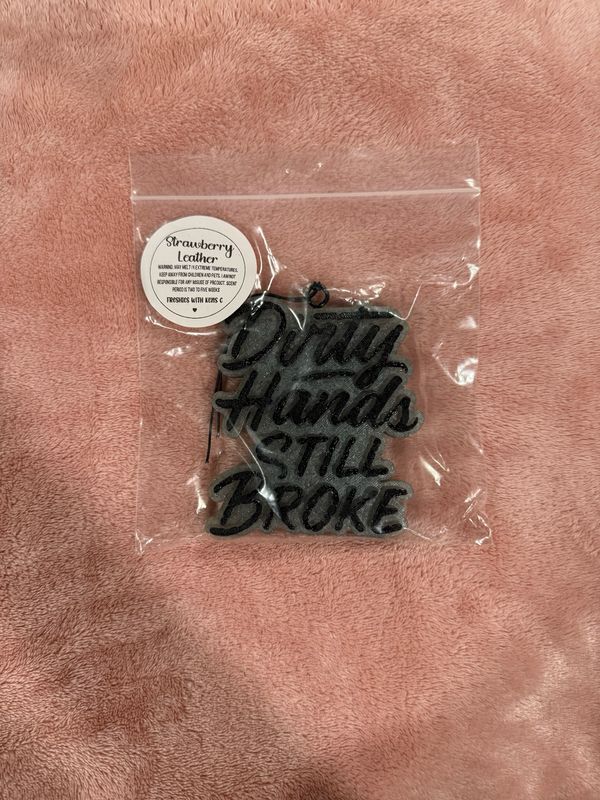 Strawberry
Leather
WARNING: MAY MELT IN EXTREME TEMPERATURES.
KEEP AWAY FROM CHILDREN AND PETS. I AM NOT
RESPONSIBLE FOR ANY MISUSE OF PRODUCT. SCENT
PERIOD IS TWO TO FIVE WEEKS
FRESHIES WITH KENS G
Dirty
Hands
STILL
BROKE